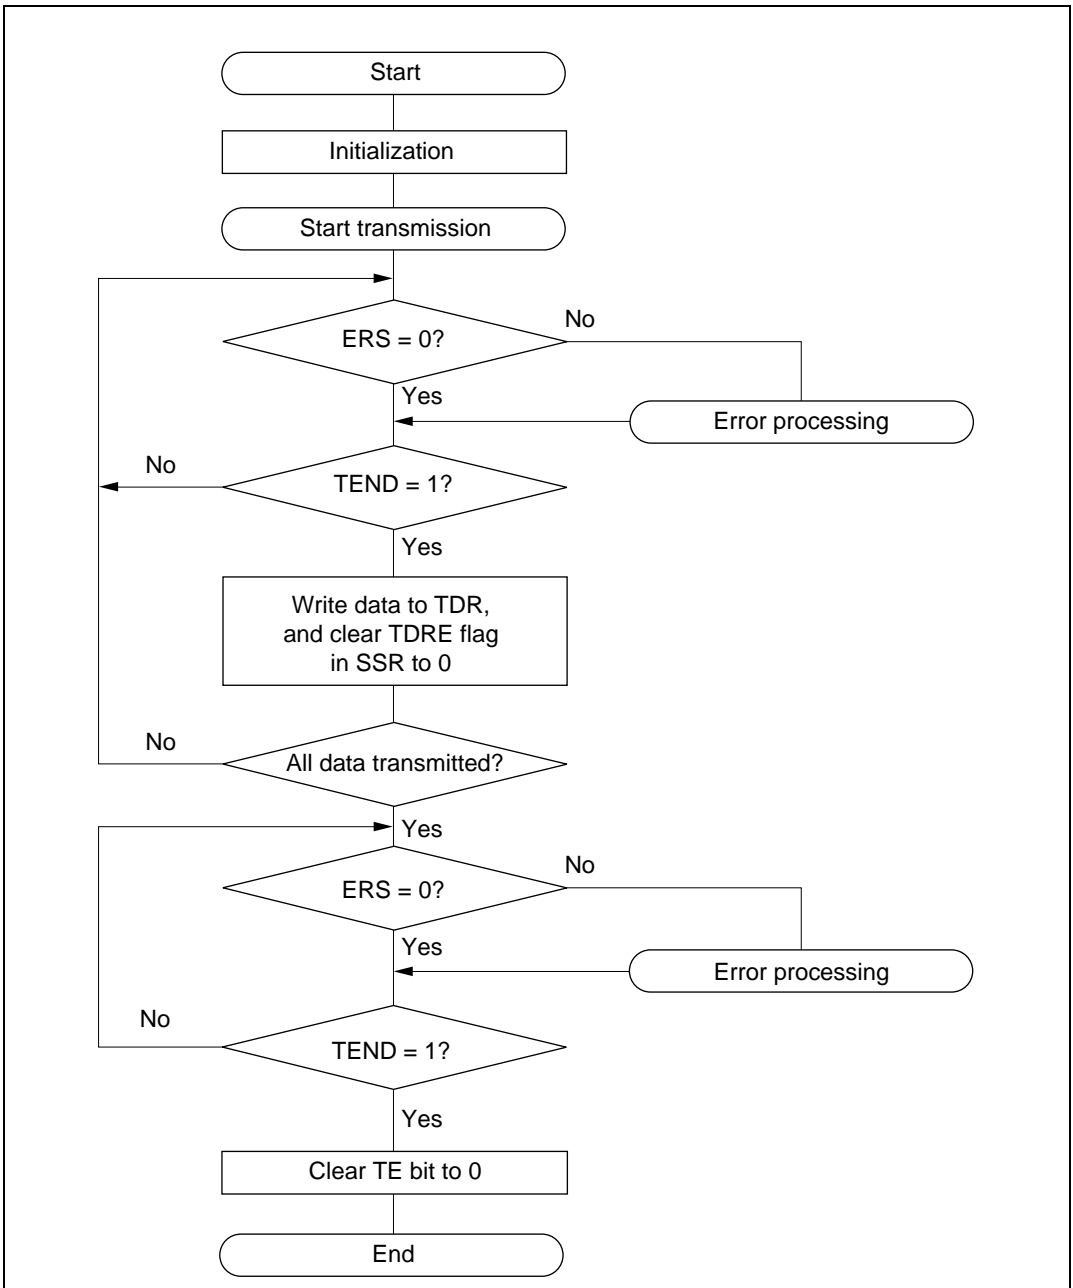 Start
Initialization
Start transmission
ERS = 0?
No
Yes
Error processing
No
TEND = 1?
Yes
Write data to TDR,
and clear TDRE flag
in SSR to 0
No
All data transmitted?
Yes
ERS = 0?
No
Yes
Error processing
No
TEND = 1?
Yes
Clear TE bit to 0
End